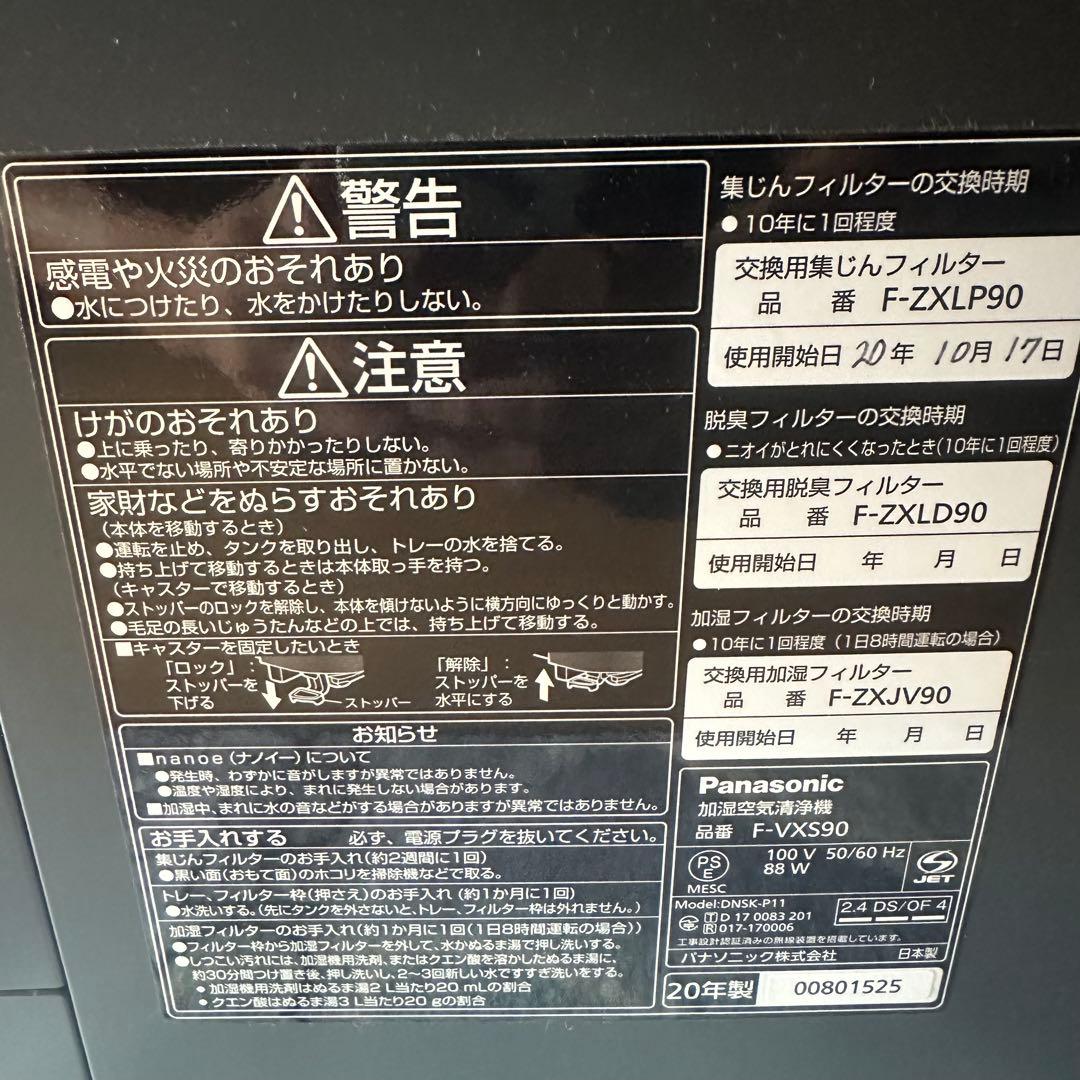 警告
感電や火災のおそれあり
●水につけたり、水をかけたりしない。
注意
けがのおそれあり
●上に乗ったり、寄りかかったりしない。
●水平でない場所や不安定な場所に置かない。
家財などをぬらすおそれあり
(本体を移動するとき)
●運転を止め、タンクを取り出し、トレーの水を捨てる。
●持ち上げて移動するときは本体取っ手を持つ。
(キャスターで移動するとき)
●ストッパーのロックを解除し、本体を傾けないように横方向にゆっくりと動かす。
●毛足の長いじゅうたんなどの上では、持ち上げて移動する。
■キャスターを固定したいとき
「ロック」:
ストッパーを
下げる
ストッパー
「解除」:
ストッパーを
水平にする
お知らせ
■nanoe(ナノイー)について
●発生時、わずかに音がしますが異常ではありません。
●温度や湿度により、まれに発生しない場合があります。
■加湿中、まれに水の音などがする場合がありますが異常ではありません。
お手入れする 必ず、電源プラグを抜いてください。
集じんフィルターのお手入れ(約2週間に1回)
●黒い面(おもて面)のホコリを掃除機などで取る。
トレー、フィルター枠(押さえ)のお手入れ(約1か月に1回)
●水洗いする。(先にタンクを外さないと、トレー、フィルター枠は外れません。)
加湿フィルターのお手入れ(約1か月に1回(1日8時間運転の場合))
●フィルター枠から加湿フィルターを外して、水かぬるま湯で押し洗いする。
●しつこい汚れには、加湿機用洗剤、またはクエン酸を溶かしたぬるま湯に、
約30分間つけ置き後、押し洗いし、2〜3回新しい水ですすぎ洗いをする。
・加湿機用洗剤はぬるま湯2 L当たり20 mLの割合
・クエン酸はぬるま湯3 L当たり20 gの割合
集じんフィルターの交換時期
●10年に1回程度
交換用集じんフィルター
品 番 F-ZXLP90
使用開始日 20年 10月 17日
脱臭フィルターの交換時期
●ニオイがとれにくくなったとき(10年に1回程度)
交換用脱臭フィルター
品 番 F-ZXLD90
使用開始日 年 月 日
加湿フィルターの交換時期
●10年に1回程度(1日8時間運転の場合)
交換用加湿フィルター
品 番 F-ZXJV90
使用開始日 年 月 日
Panasonic
加湿空気清浄機
品番 F-VXS90
PS
E
MESC
100 V 50/60 Hz
88 W
JET
Model:DNSK-P11
T D 17 0083 201
R 017-170006
2.4 DS/OF 4
工事設計認証済みの無線装置を搭載しています。
パナソニック株式会社 日本製
20年製 00801525